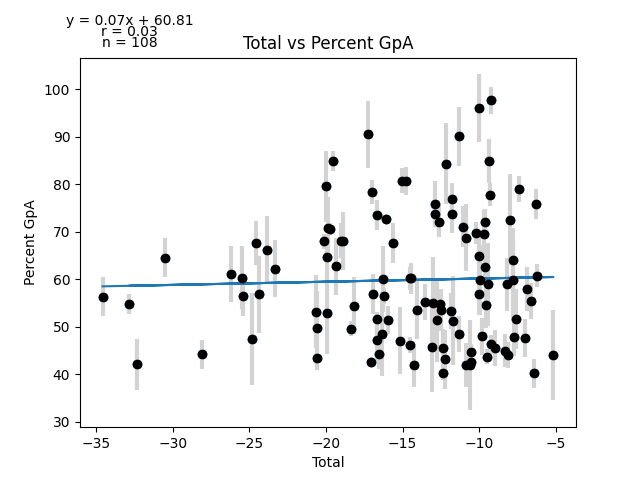 y = 0.07x + 60.81
r = 0.03
n = 108
Total vs Percent GpA
Percent GpA
100
90
80
70
60
50
40
30
−35 −30 −25 −20 −15 −10 −5
Total